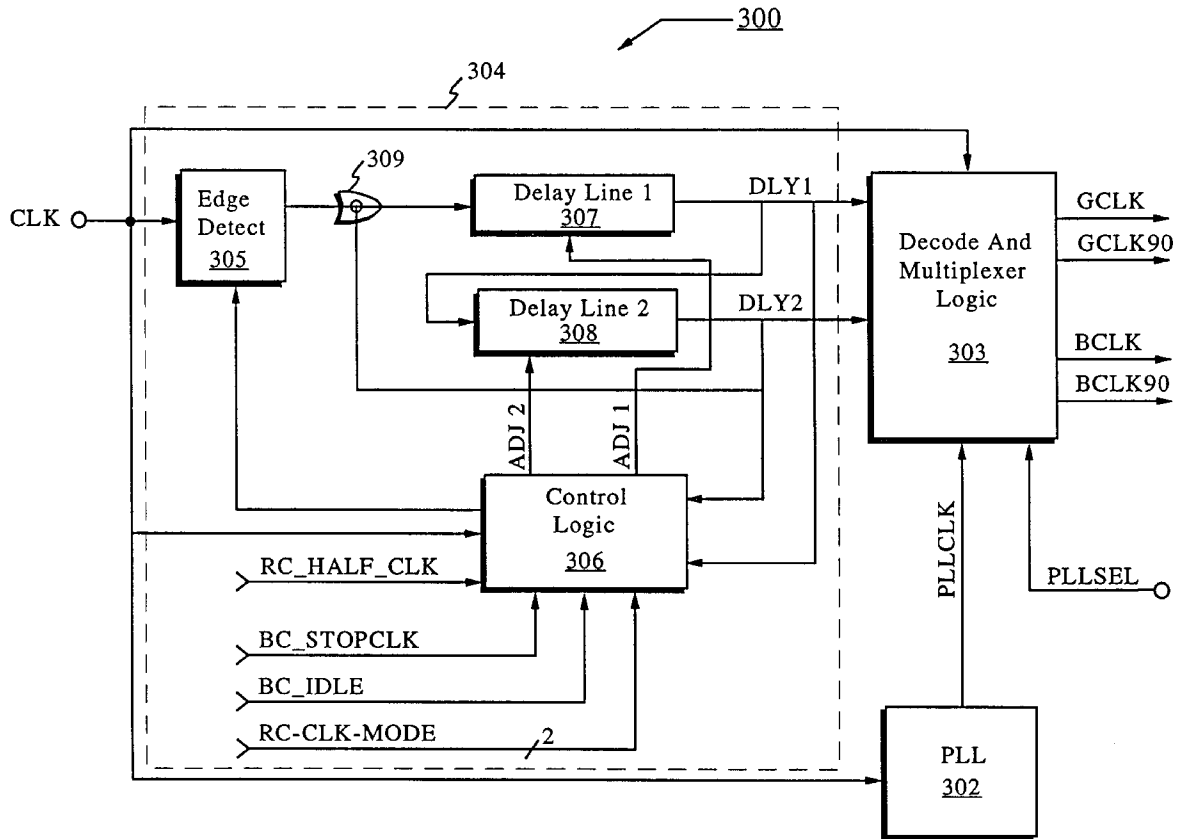 300
304
309
CLK
Edge
Detect
305
Delay Line 1
307
DLY1
Delay Line 2
308
DLY2
Decode And
Multiplexer
Logic
303
GCLK
GCLK90
BCLK
BCLK90
ADJ 2
ADJ 1
Control
Logic
306
RC_HALF_CLK
BC_STOPCLK
BC_IDLE
RC-CLK-MODE
2
PLLCLK
PLLSEL
PLL
302